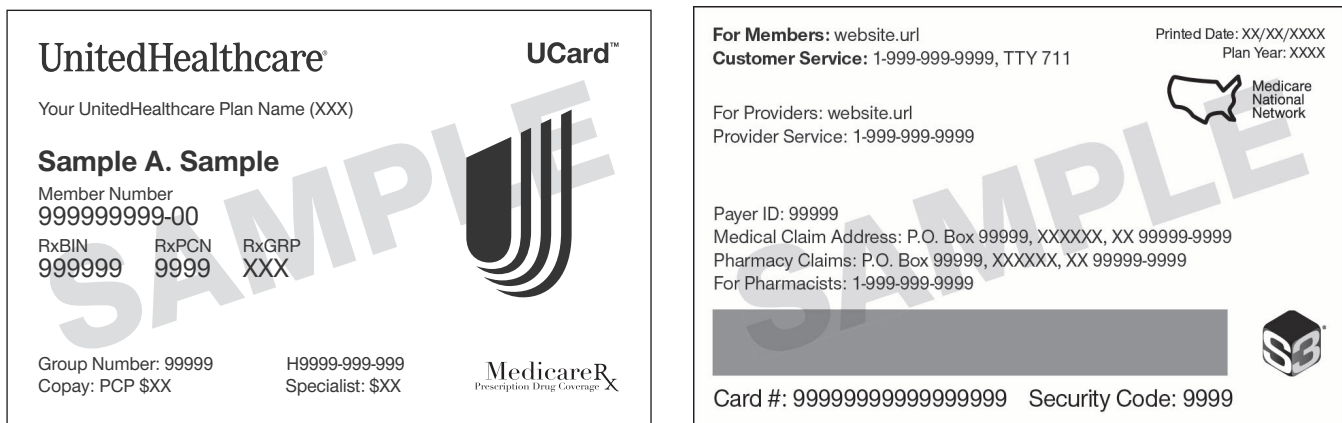 UnitedHealthcare®
UCard™
Your UnitedHealthcare Plan Name (XXX)
Sample A. Sample
Member Number
999999999-00
RxBIN RxPCN RxGRP
999999 9999 XXX
Group Number: 99999 H9999-999-999
Copay: PCP $XX Specialist: $XX
MedicareRx
Prescription Drug Coverage
SAMPLE
For Members: website.url
Customer Service: 1-999-999-9999, TTY 711
Printed Date: XX/XX/XXXX
Plan Year: XXXX
Medicare
National
Network
For Providers: website.url
Provider Service: 1-999-999-9999
Payer ID: 99999
Medical Claim Address: P.O. Box 99999, XXXXXX, XX 99999-9999
Pharmacy Claims: P.O. Box 99999, XXXXXX, XX 99999-9999
For Pharmacists: 1-999-999-9999
S3
Card #: 99999999999999999 Security Code: 9999
SAMPLE